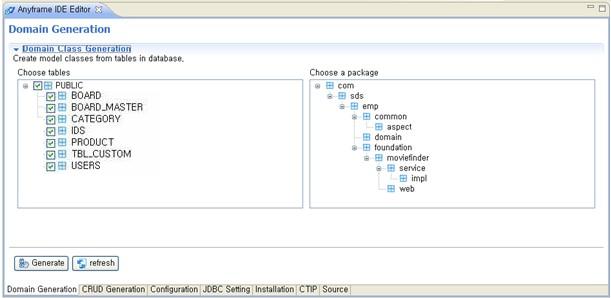 Anyframe IDE Editor
Domain Generation
Domain Class Generation
Create model classes from tables in database.
Choose tables
PUBLIC
BOARD
BOARD_MASTER
CATEGORY
IDS
PRODUCT
TBL_CUSTOM
USERS
Choose a package
com
sds
emp
common
aspect
domain
foundation
moviefinder
service
impl
web
Generate refresh
Domain Generation CRUD Generation Configuration JDBC Setting Installation CTIP Source